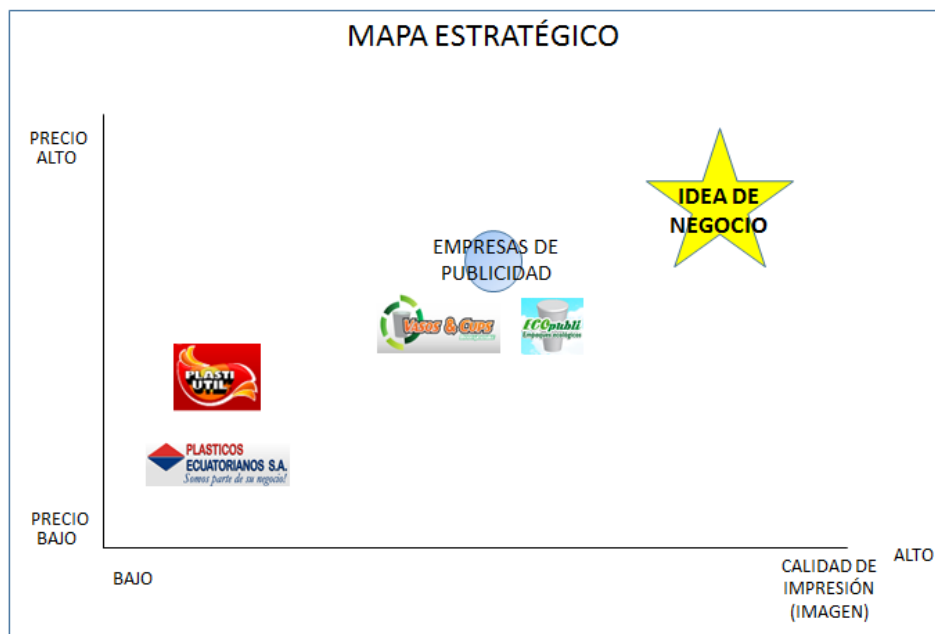 MAPA ESTRATÉGICO
PRECIO
ALTO
IDEA DE
NEGOCIO
EMPRESAS DE
PUBLICIDAD
VASOS & CUPS
ECOpubli
Empaques ecológicos
PLASTI
UTIL
PLASTICOS
ECUATORIANOS S.A.
Somos parte de su negocio!
PRECIO
BAJO
BAJO
CALIDAD DE
IMPRESIÓN
(IMAGEN)
ALTO